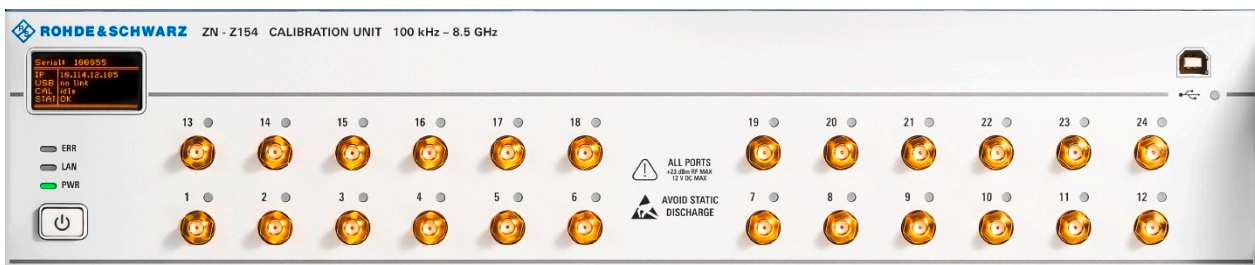 ROHDE&SCHWARZ ZN - Z154 CALIBRATION UNIT 100 kHz – 8.5 GHz
Serial: 100955
IP 10.114.12.185
USB no link
CAL idle
STAT OK
ERR
LAN
PWR
13 14 15 16 17 18 19 20 21 22 23 24
ALL PORTS
+23 dBm RF MAX
12 V DC MAX
AVOID STATIC
DISCHARGE
1 2 3 4 5 6 7 8 9 10 11 12